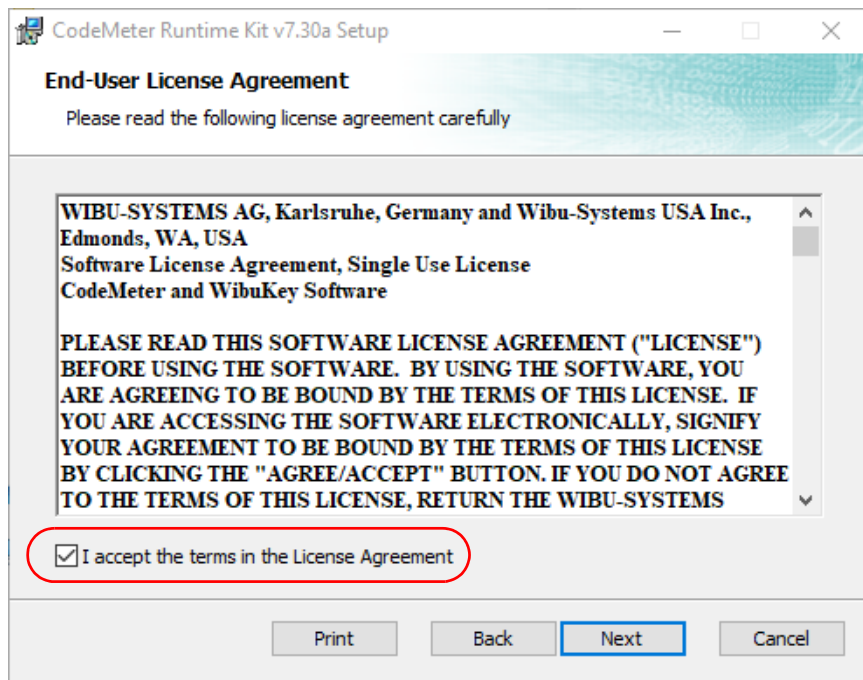 CodeMeter Runtime Kit v7.30a Setup
End-User License Agreement
Please read the following license agreement carefully
WIBU-SYSTEMS AG, Karlsruhe, Germany and Wibu-Systems USA Inc.,
Edmonds, WA, USA
Software License Agreement, Single Use License
CodeMeter and WibuKey Software
PLEASE READ THIS SOFTWARE LICENSE AGREEMENT ("LICENSE")
BEFORE USING THE SOFTWARE.  BY USING THE SOFTWARE, YOU
ARE AGREEING TO BE BOUND BY THE TERMS OF THIS LICENSE.  IF
YOU ARE ACCESSING THE SOFTWARE ELECTRONICALLY, SIGNIFY
YOUR AGREEMENT TO BE BOUND BY THE TERMS OF THIS LICENSE
BY CLICKING THE "AGREE/ACCEPT" BUTTON. IF YOU DO NOT AGREE
TO THE TERMS OF THIS LICENSE, RETURN THE WIBU-SYSTEMS
I accept the terms in the License Agreement
Print Back Next Cancel